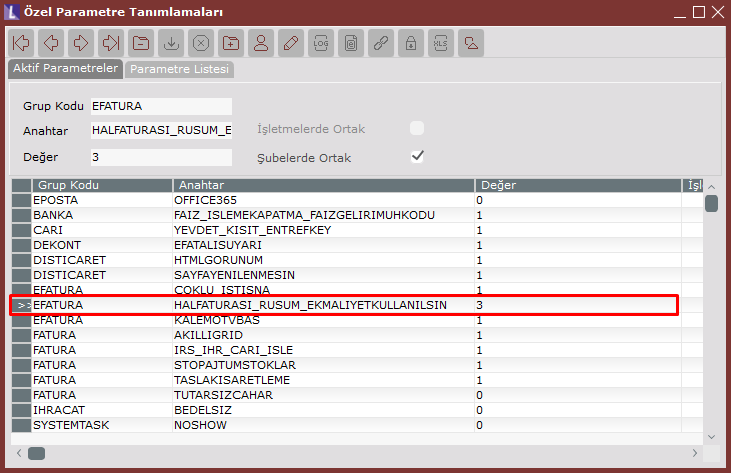 Özel Parametre Tanımlamaları
LOG
XLS
Aktif Parametreler Parametre Listesi
Grup Kodu EFATURA
Anahtar HALFATURASI_RUSUM_E İşletmelerde Ortak
Değer 3 Şubelerde Ortak
Grup Kodu Anahtar Değer İşl
EPOSTA OFFICE365 0
BANKA FAIZ_ISLEMEKAPATMA_FAIZGELIRIMUHKODU 1
CARI YEVDET_KISIT_ENTREFKEY 1
DEKONT EFATALISUYARI 1
DISTICARET HTMLGORUNUM 1
DISTICARET SAYFAYENILENMESIN 1
EFATURA COKLU_ISTISNA 1
>> EFATURA HALFATURASI_RUSUM_EKMALIYETKULLANILSIN 3
EFATURA KALEMOTVBAS 1
FATURA AKILLIGRID 1
FATURA IRS_IHR_CARI_ISLE 1
FATURA STOPAJTUMSTOKLAR 1
FATURA TASLAKISARETLEME 1
FATURA TUTARSIZCAHAR 0
IHRACAT BEDELSIZ 0
SYSTEMTASK NOSHOW 0